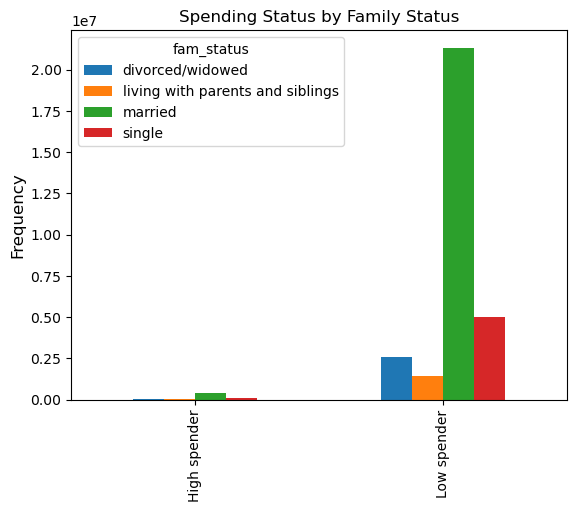 Spending Status by Family Status
1e7
fam_status
divorced/widowed
living with parents and siblings
married
single
Frequency
2.00
1.75
1.50
1.25
1.00
0.75
0.50
0.25
0.00
High spender
Low spender